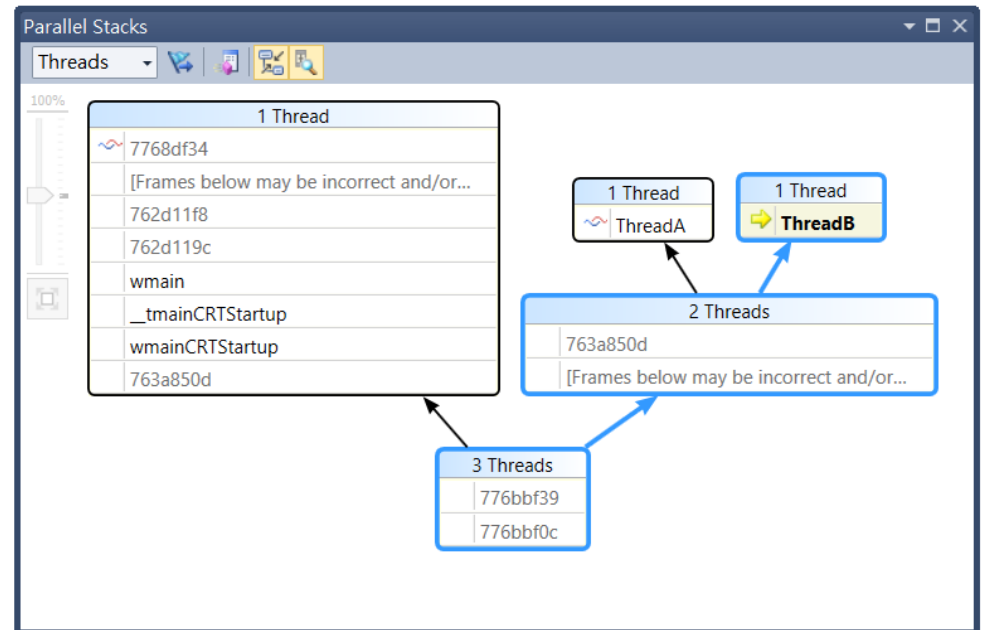 Parallel Stacks
Threads
100%
1 Thread
7768df34
[Frames below may be incorrect and/or...
762d11f8
762d119c
wmain
__tmainCRTStartup
wmainCRTStartup
763a850d
1 Thread
ThreadA
1 Thread
ThreadB
2 Threads
763a850d
[Frames below may be incorrect and/or...
3 Threads
776bbf39
776bbf0c